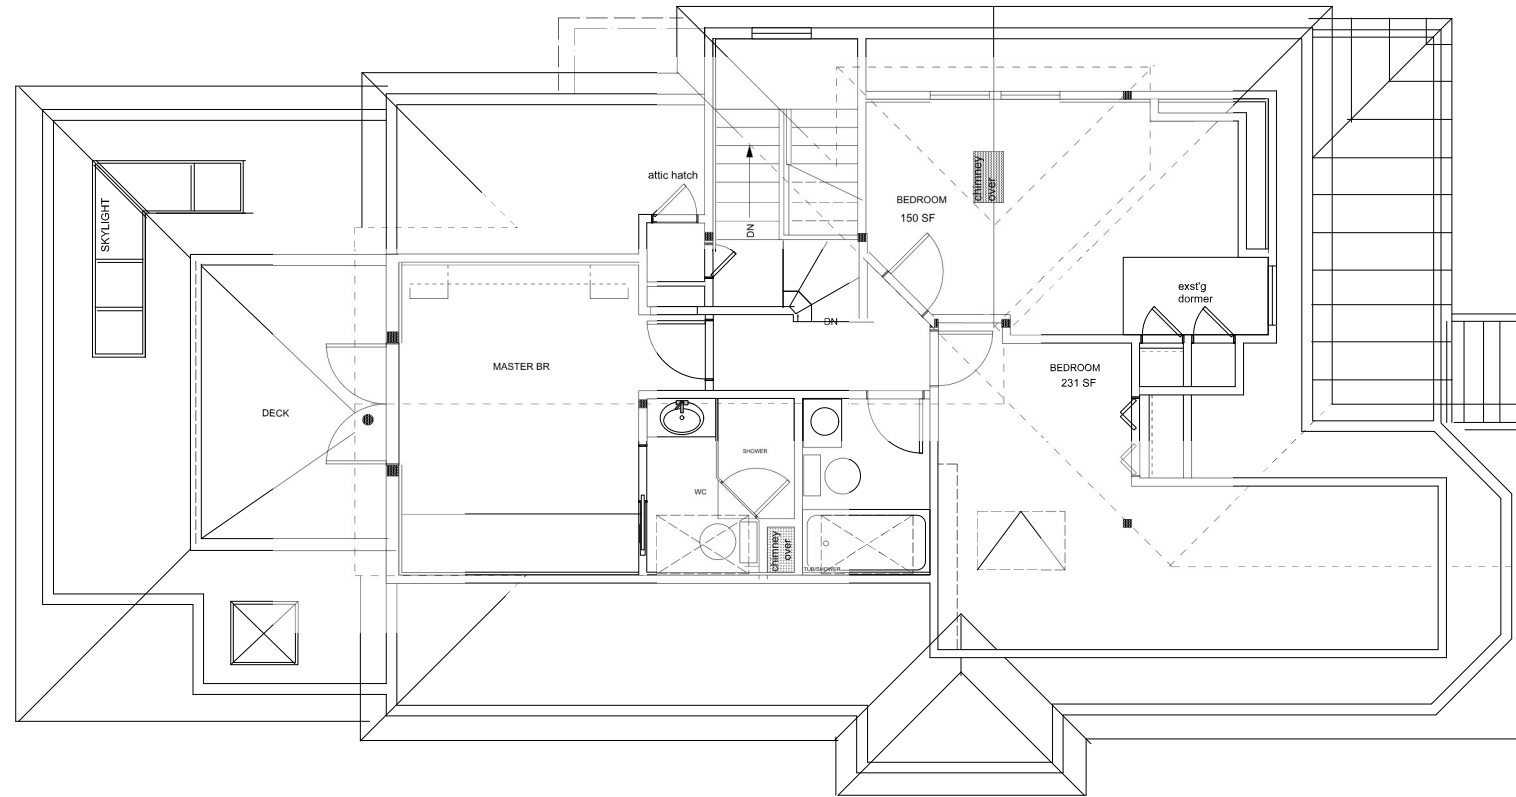 attic hatch
SKYLIGHT
DN
BEDROOM
150 SF
chimney
over
exst'g
dormer
DN
MASTER BR
BEDROOM
231 SF
DECK
SHOWER
WC
chimney
over
TUB/SHOWER